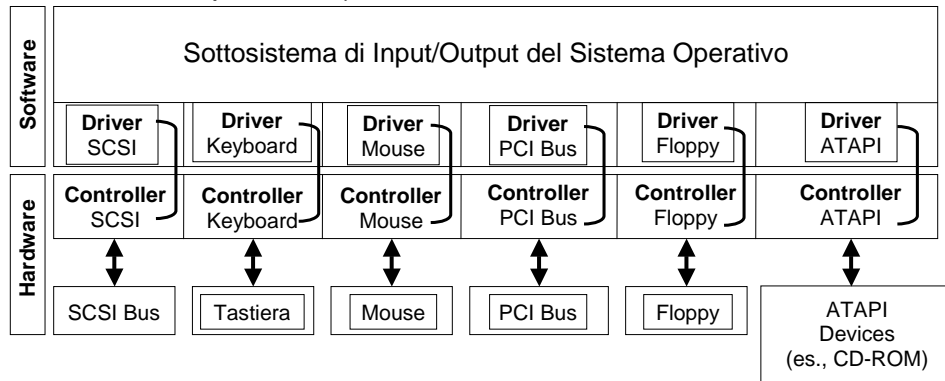 Software
Sottosistema di Input/Output del Sistema Operativo
Driver
SCSI
Driver
Keyboard
Driver
Mouse
Driver
PCI Bus
Driver
Floppy
Driver
ATAPI
Hardware
Controller
SCSI
Controller
Keyboard
Controller
Mouse
Controller
PCI Bus
Controller
Floppy
Controller
ATAPI
SCSI Bus
Tastiera
Mouse
PCI Bus
Floppy
ATAPI
Devices
(es., CD-ROM)